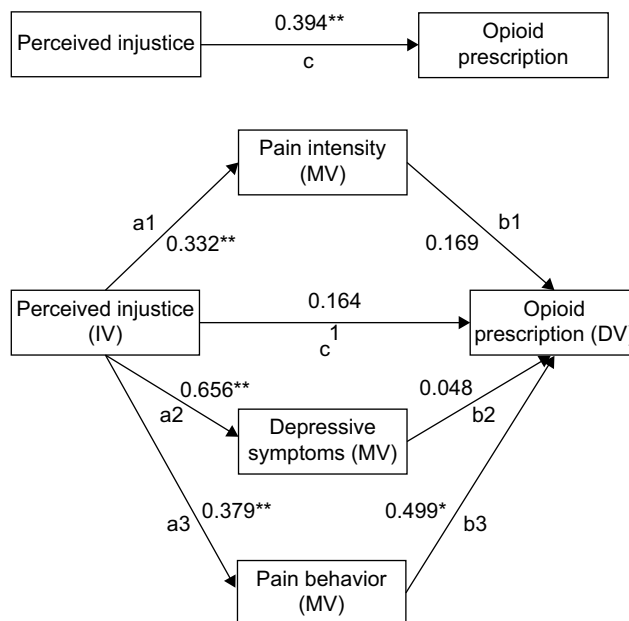 0.394**
Perceived injustice
c
Opioid
prescription
Pain intensity
(MV)
a1
0.332**
b1
0.169
Perceived injustice
(IV)
0.164
1
c
Opioid
prescription (DV)
0.656**
a2
Depressive
symptoms (MV)
0.048
b2
0.379**
a3
0.499*
b3
Pain behavior
(MV)